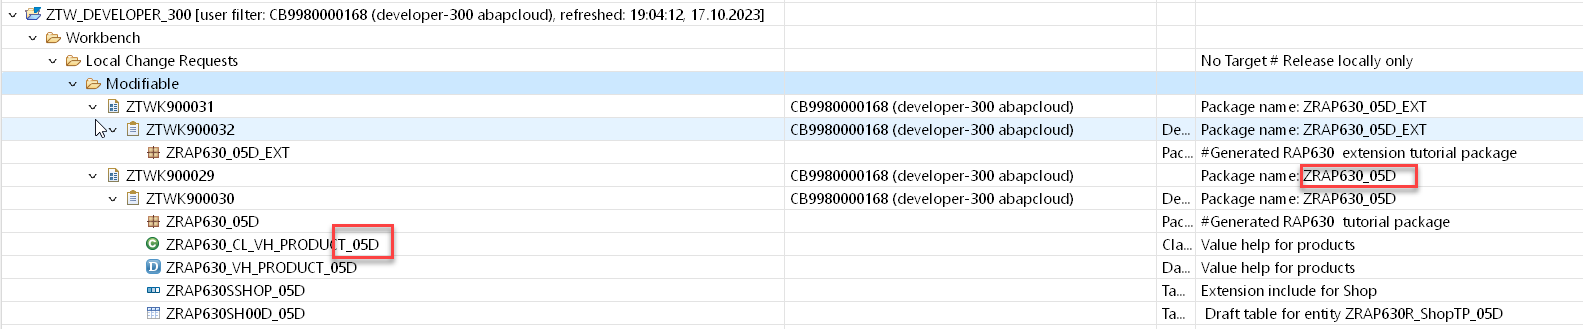 ZTW_DEVELOPER_300 [user filter: CB9980000168 (developer-300 abapcloud), refreshed: 19:04:12, 17.10.2023]
Workbench
Local Change Requests No Target # Release locally only
Modifiable
ZTWK900031 CB9980000168 (developer-300 abapcloud) Package name: ZRAP630_05D_EXT
ZTWK900032 CB9980000168 (developer-300 abapcloud) De... Package name: ZRAP630_05D_EXT
ZRAP630_05D_EXT Pac... #Generated RAP630 extension tutorial package
ZTWK900029 CB9980000168 (developer-300 abapcloud) Package name: ZRAP630_05D
ZTWK900030 CB9980000168 (developer-300 abapcloud) De... Package name: ZRAP630_05D
ZRAP630_05D Pac... #Generated RAP630 tutorial package
ZRAP630_CL_VH_PRODUCT_05D Cla... Value help for products
ZRAP630_VH_PRODUCT_05D Da... Value help for products
ZRAP630SSHOP_05D Ta... Extension include for Shop
ZRAP630SH00D_05D Ta... Draft table for entity ZRAP630R_ShopTP_05D